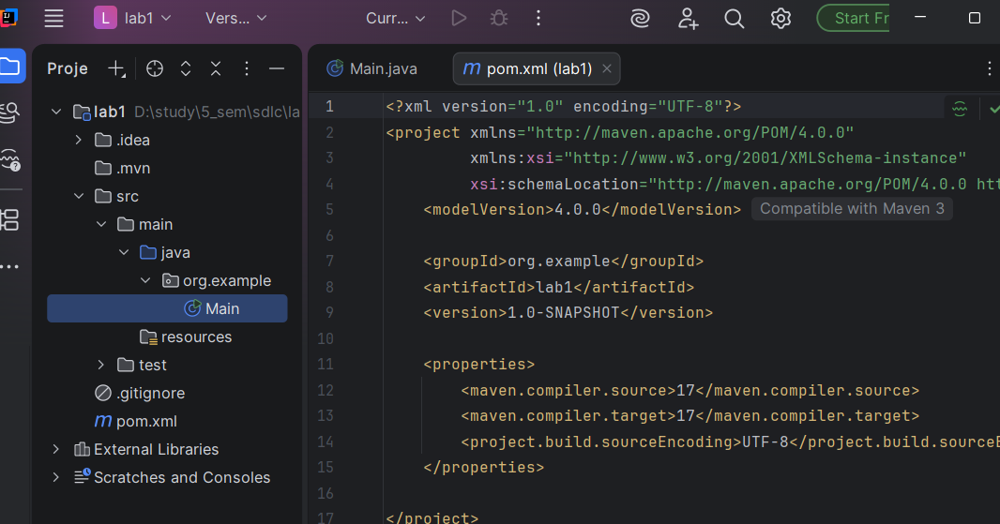 L lab1 Vers... Curr... Start Fr
Proje
Main.java pom.xml (lab1)
lab1 D:\study\5_sem\sdlc\la
.idea
.mvn
src
main
java
org.example
Main
resources
test
.gitignore
m pom.xml
External Libraries
Scratches and Consoles
1 <?xml version="1.0" encoding="UTF-8"?>
2 <project xmlns="http://maven.apache.org/POM/4.0.0"
3 xmlns:xsi="http://www.w3.org/2001/XMLSchema-instance"
4 xsi:schemaLocation="http://maven.apache.org/POM/4.0.0 htt
5 <modelVersion>4.0.0</modelVersion> Compatible with Maven 3
6
7 <groupId>org.example</groupId>
8 <artifactId>lab1</artifactId>
9 <version>1.0-SNAPSHOT</version>
10
11 <properties>
12 <maven.compiler.source>17</maven.compiler.source>
13 <maven.compiler.target>17</maven.compiler.target>
14 <project.build.sourceEncoding>UTF-8</project.build.sourceE
15 </properties>
16
17 </project>